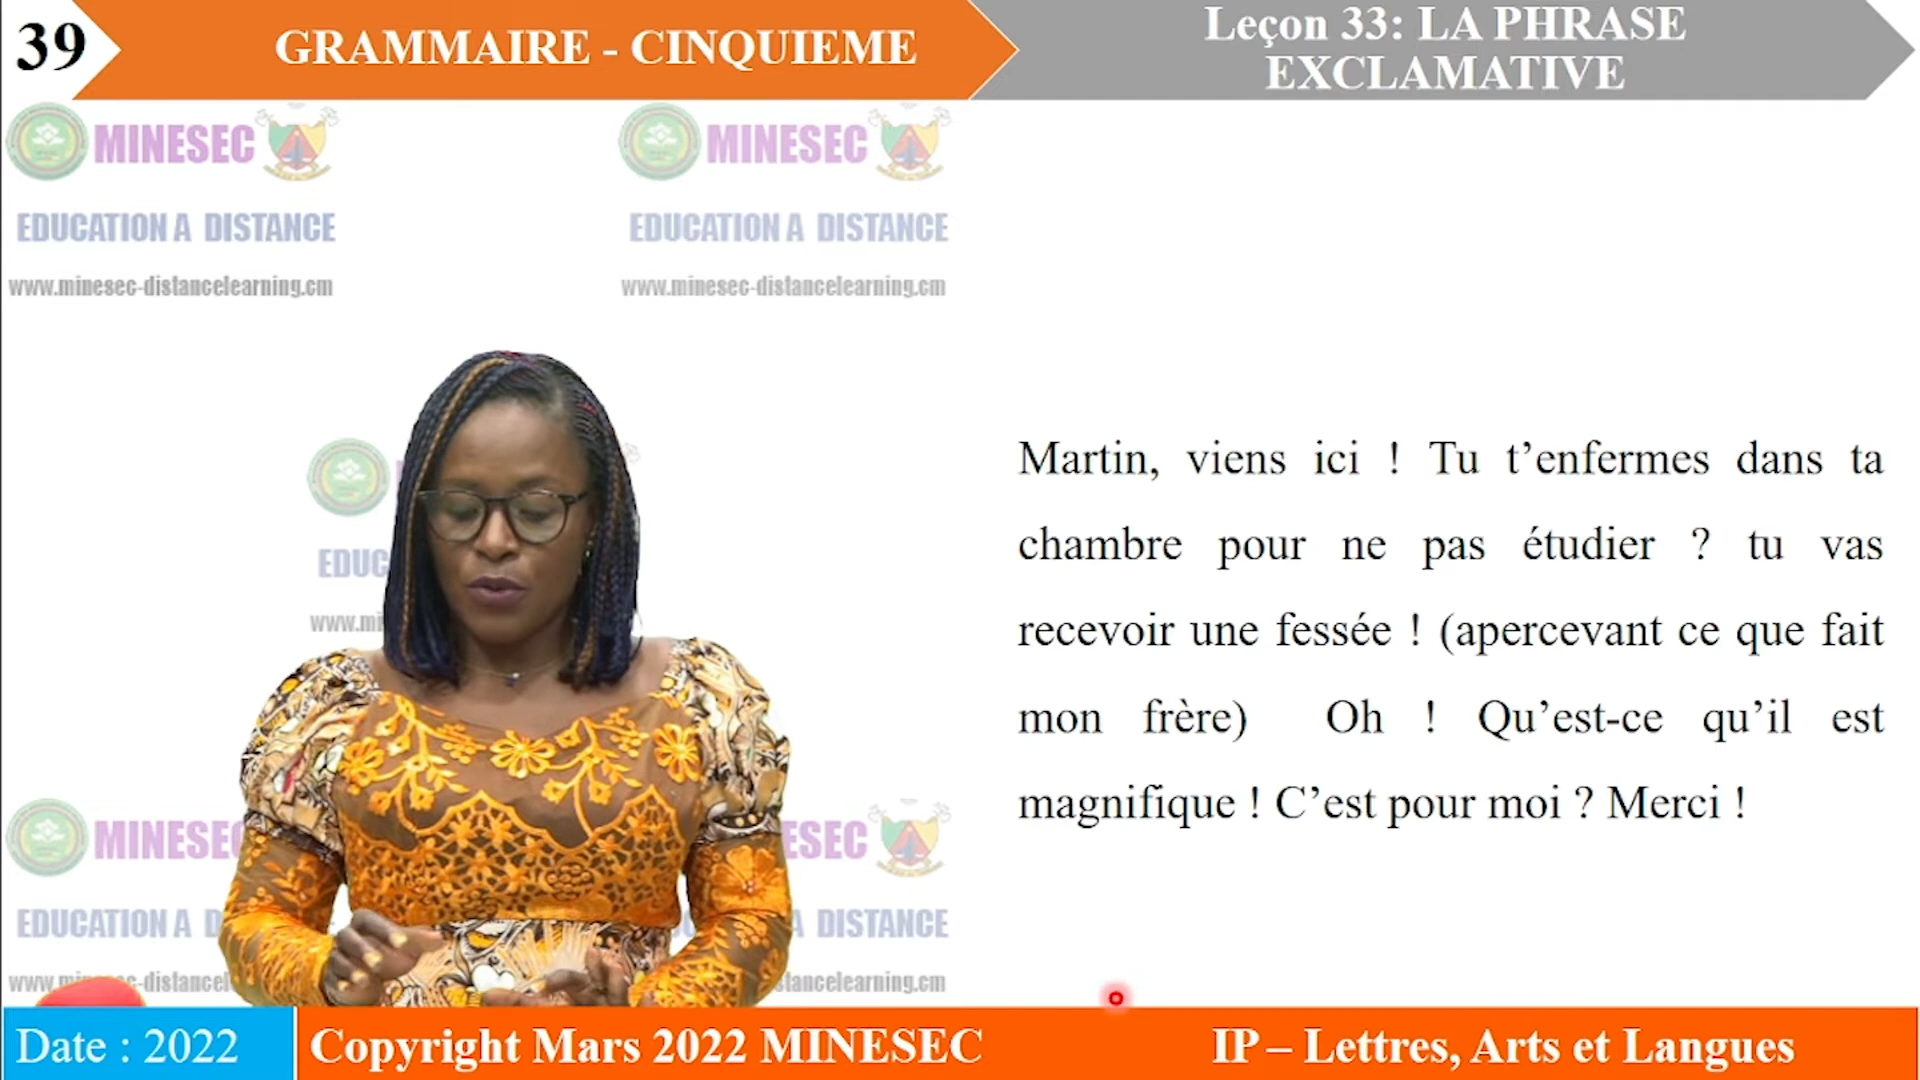 39
GRAMMAIRE - CINQUIEME
Leçon 33: LA PHRASE
EXCLAMATIVE
MINESEC
EDUCATION A DISTANCE
www.minesec-distancelearning.cm
MINESEC
EDUCATION A DISTANCE
www.minesec-distancelearning.cm
Martin, viens ici ! Tu t’enfermes dans ta
chambre pour ne pas étudier ? tu vas
recevoir une fessée ! (apercevant ce que fait
mon frère) Oh ! Qu’est-ce qu’il est
magnifique ! C’est pour moi ? Merci !
MINESEC
EDUCATION A
DISTANCE
Date : 2022
Copyright Mars 2022 MINESEC
IP – Lettres, Arts et Langues